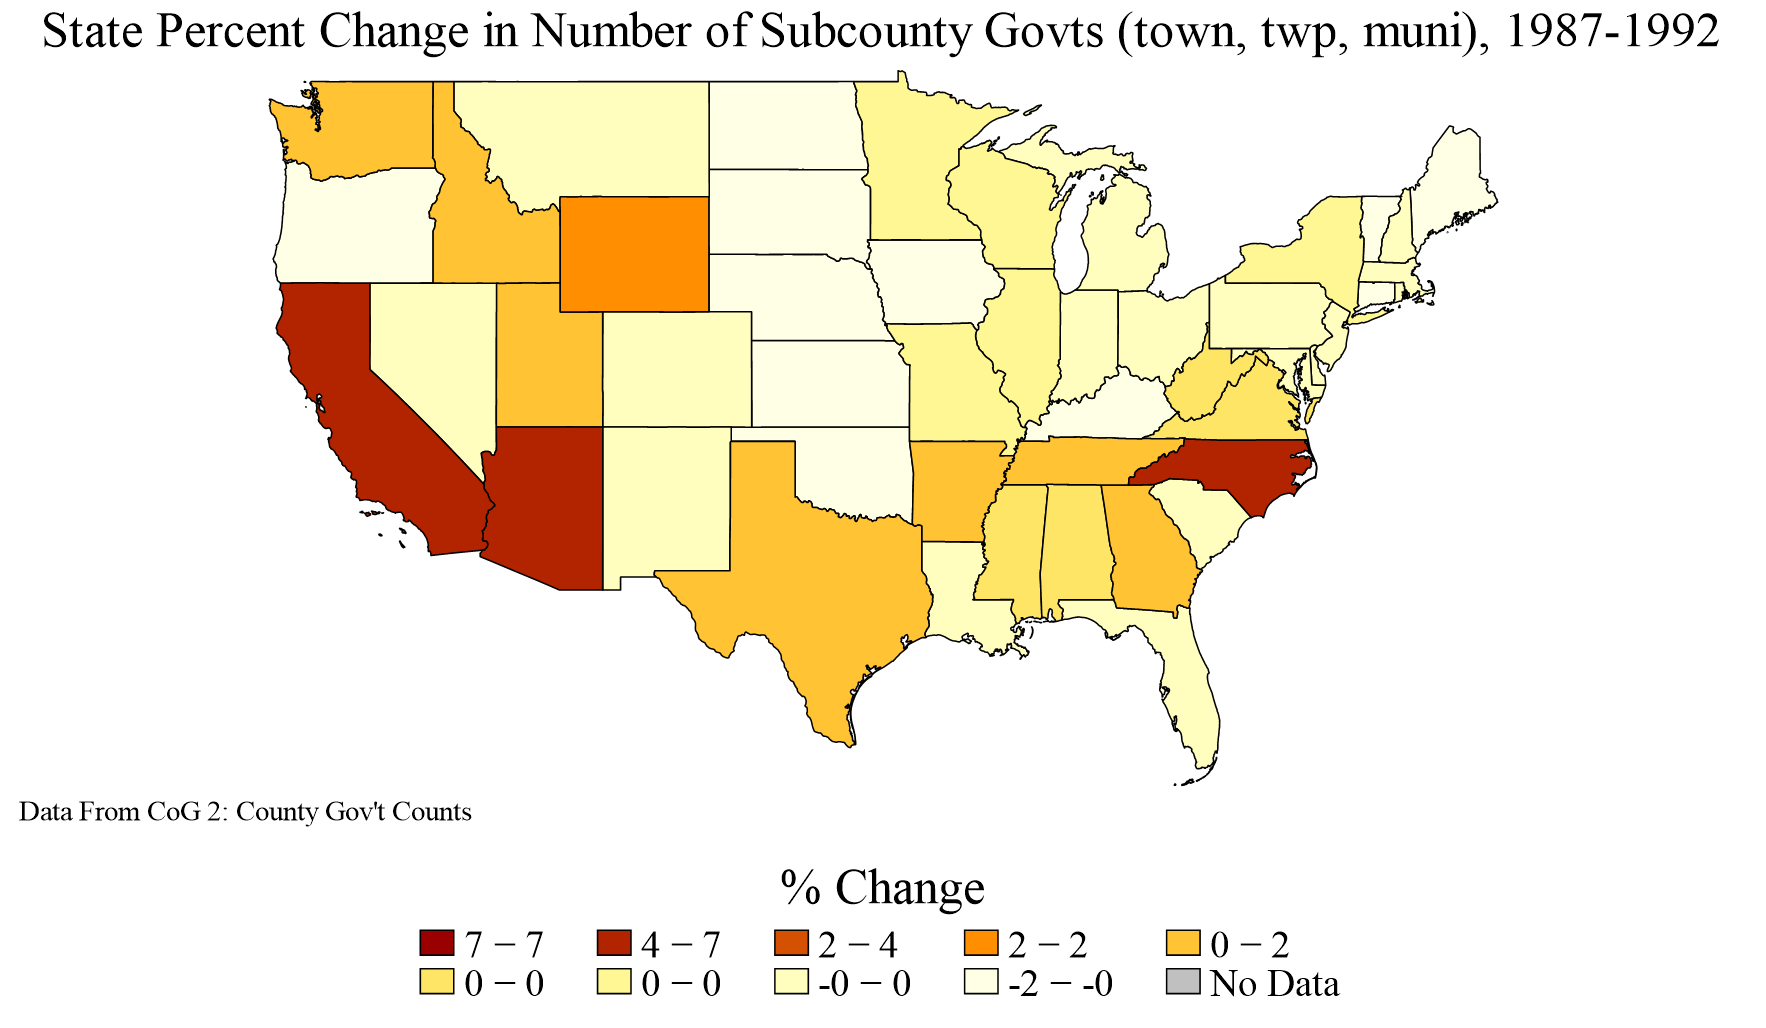 State Percent Change in Number of Subcounty Govts (town, twp, muni), 1987-1992
Data From CoG 2: County Gov't Counts
% Change
7 − 7 4 − 7 2 − 4 2 − 2 0 − 2
0 − 0 0 − 0 -0 − 0 -2 − -0 No Data